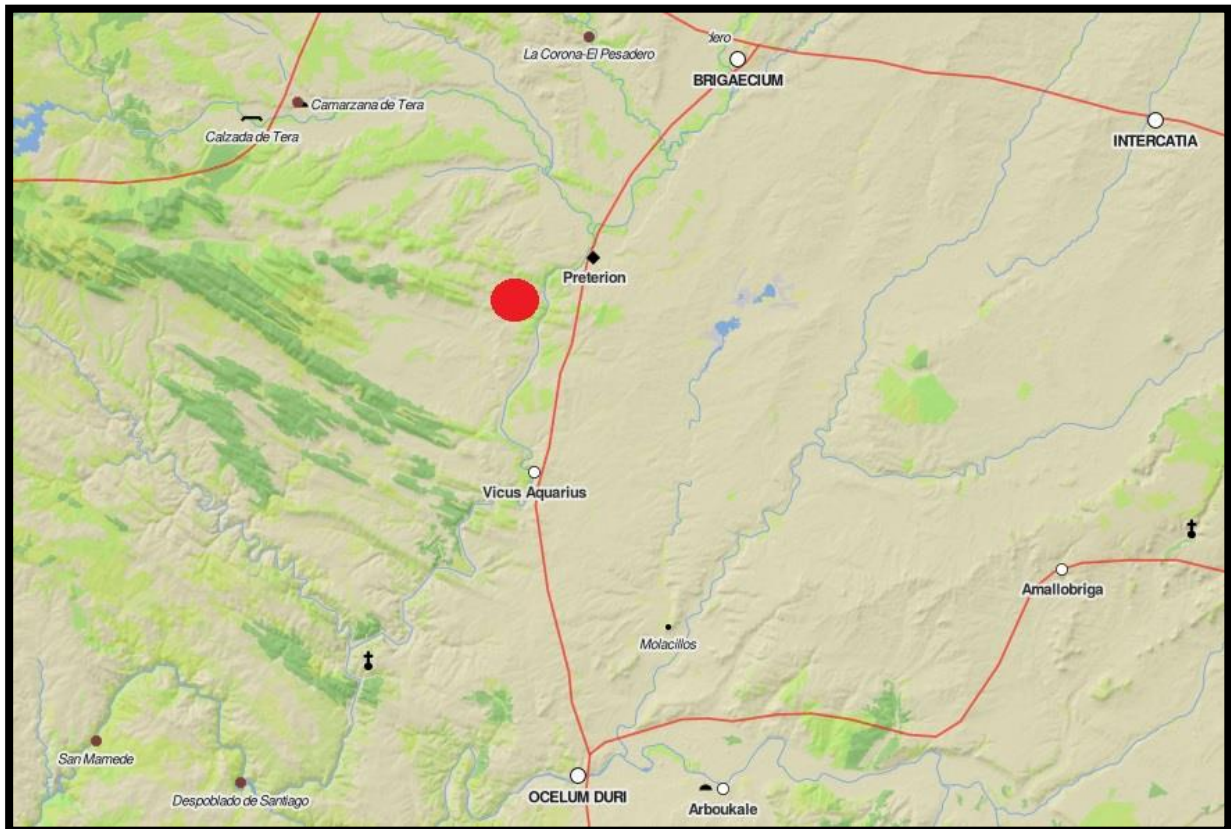 La Corona-El Pesadero
dero
BRIGAECIUM
Camarzana de Tera
Calzada de Tera
INTERCATIA
Preterion
Vicus Aquarius
Amallobriga
Molacillos
San Mamede
Despoblado de Santiago
OCELUM DURI
Arboukale